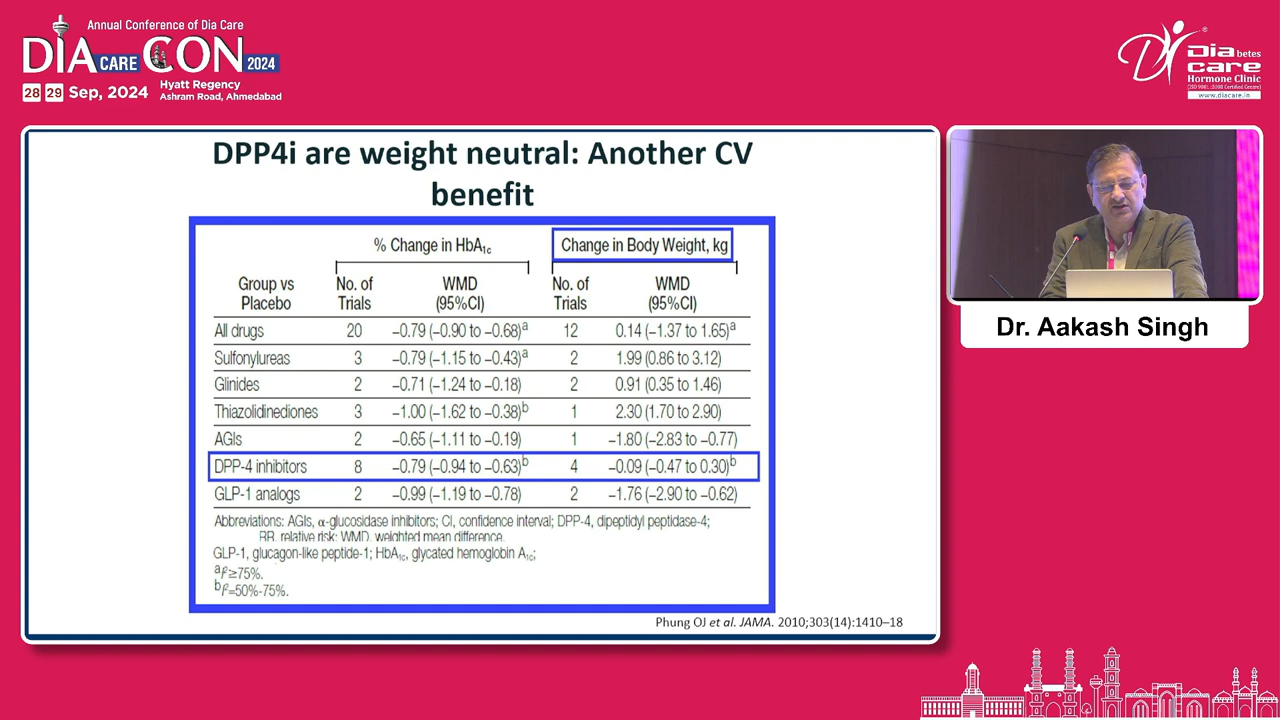 Annual Conference of Dia Care
DIA CARE CON 2024
28 29 Sep, 2024
Hyatt Regency
Ashram Road, Ahmedabad
Diabetes
care
Hormone Clinic
(ISO 9001:2008 Certified Centre)
www.diacare.in
DPP4i are weight neutral: Another CV
benefit
% Change in HbA1c Change in Body Weight, kg
Group vs Placebo No. of Trials WMD (95%CI) No. of Trials WMD (95%CI)
All drugs 20 −0.79 (−0.90 to −0.68)a 12 0.14 (−1.37 to 1.65)a
Sulfonylureas 3 −0.79 (−1.15 to −0.43)a 2 1.99 (0.86 to 3.12)
Glinides 2 −0.71 (−1.24 to −0.18) 2 0.91 (0.35 to 1.46)
Thiazolidinediones 3 −1.00 (−1.62 to −0.38)b 1 2.30 (1.70 to 2.90)
AGIs 2 −0.65 (−1.11 to −0.19) 1 −1.80 (−2.83 to −0.77)
DPP-4 inhibitors 8 −0.79 (−0.94 to −0.63)b 4 −0.09 (−0.47 to 0.30)b
GLP-1 analogs 2 −0.99 (−1.19 to −0.78) 2 −1.76 (−2.90 to −0.62)
Abbreviations: AGIs, α-glucosidase inhibitors; CI, confidence interval; DPP-4, dipeptidyl peptidase-4;
RR, relative risk; WMD, weighted mean difference.
GLP-1, glucagon-like peptide-1; HbA1c, glycated hemoglobin A1c;
a I²≥75%.
b I²=50%-75%.
Phung OJ et al. JAMA. 2010;303(14):1410–18
Dr. Aakash Singh